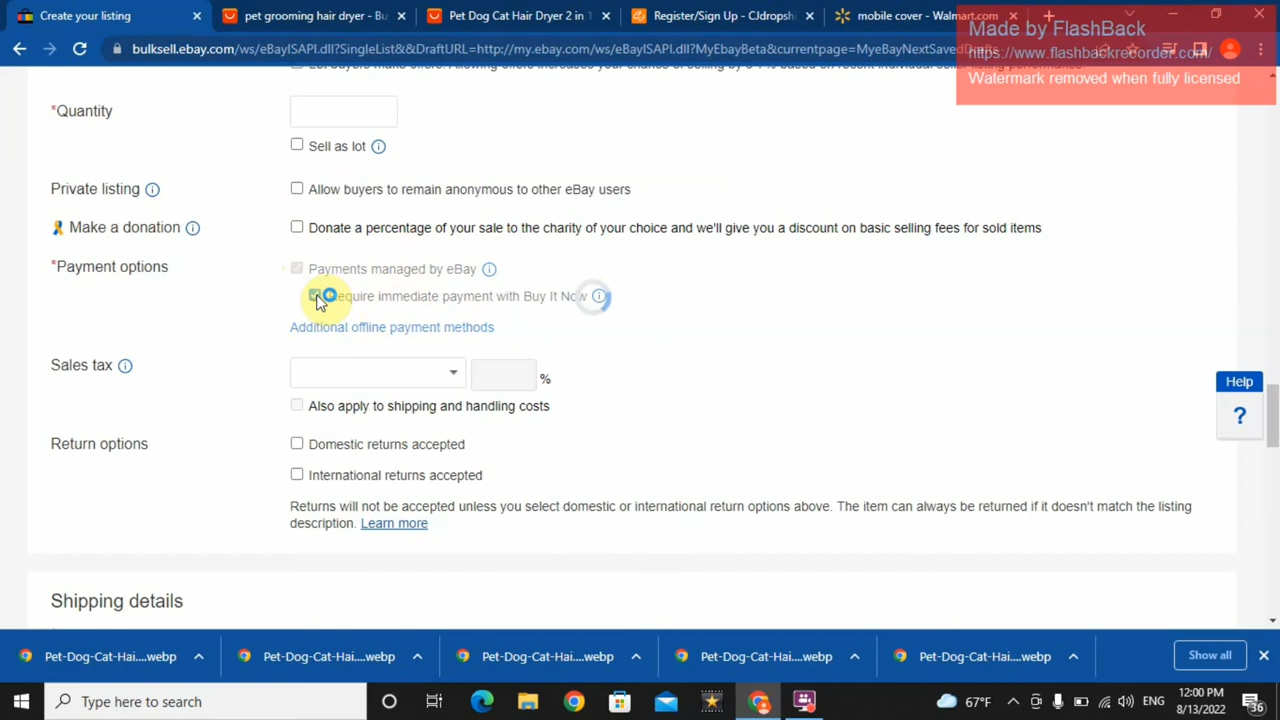 Create your listing
pet grooming hair dryer - Bu
Pet Dog Cat Hair Dryer 2 in 1
Register/Sign Up - CJdropsh
mobile cover - Walmart.com
Made by FlashBack
bulksell.ebay.com/ws/eBayISAPI.dll?SingleList&&DraftURL=http://my.ebay.com/ws/eBayISAPI.dll?MyEbayBeta&currentpage=MyeBayNextSavedDrafts
https://www.flashbackrecorder.com/
Watermark removed when fully licensed
*Quantity
Sell as lot
Private listing
Allow buyers to remain anonymous to other eBay users
Make a donation
Donate a percentage of your sale to the charity of your choice and we'll give you a discount on basic selling fees for sold items
*Payment options
Payments managed by eBay
Require immediate payment with Buy It Now
Additional offline payment methods
Sales tax
%
Also apply to shipping and handling costs
Return options
Domestic returns accepted
International returns accepted
Returns will not be accepted unless you select domestic or international return options above. The item can always be returned if it doesn't match the listing
description. Learn more
Help
?
Shipping details
Pet-Dog-Cat-Hai....webp
Pet-Dog-Cat-Hai....webp
Pet-Dog-Cat-Hai....webp
Pet-Dog-Cat-Hai....webp
Pet-Dog-Cat-Hai....webp
Show all
Type here to search
67°F
ENG
12:00 PM
8/13/2022
36